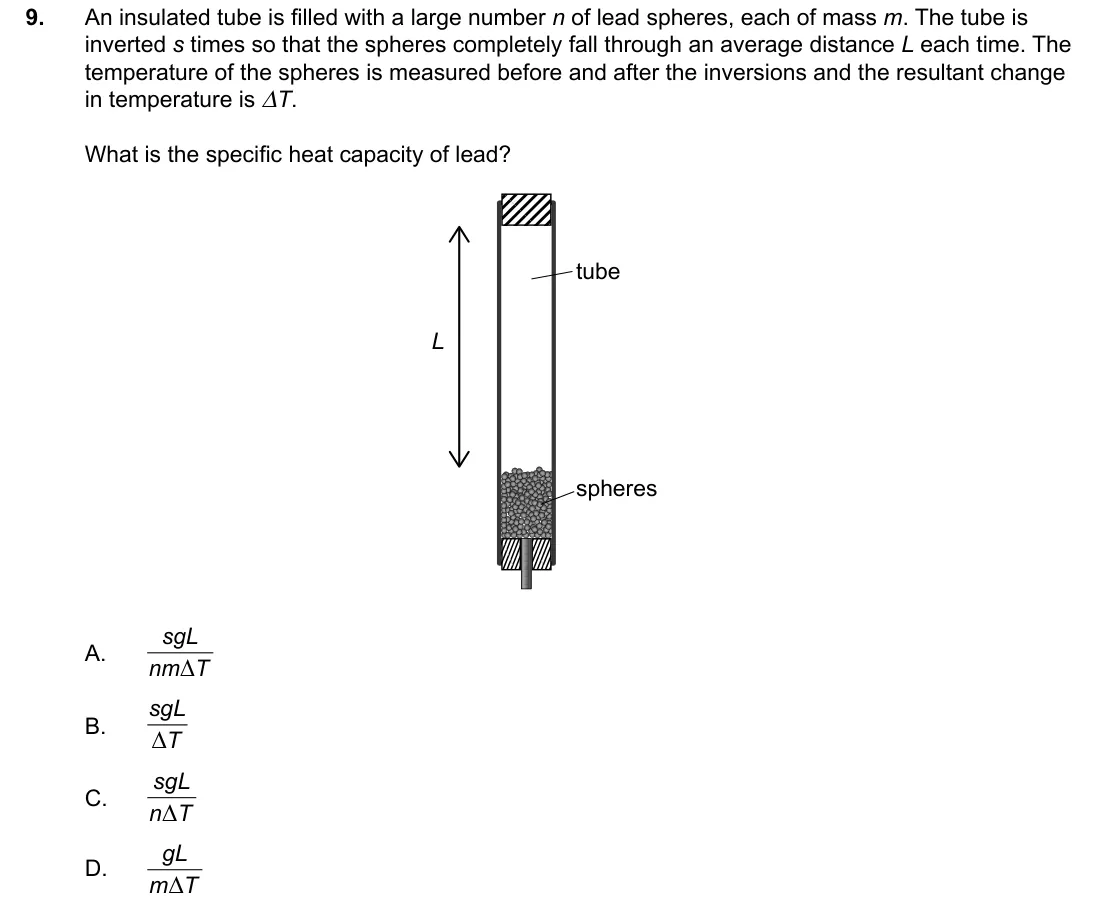 9. An insulated tube is filled with a large number n of lead spheres, each of mass m. The tube is
inverted s times so that the spheres completely fall through an average distance L each time. The
temperature of the spheres is measured before and after the inversions and the resultant change
in temperature is ΔT.
What is the specific heat capacity of lead?
tube
L
spheres
A. sgL
nmΔT
B. sgL
ΔT
C. sgL
nΔT
D. gL
mΔT